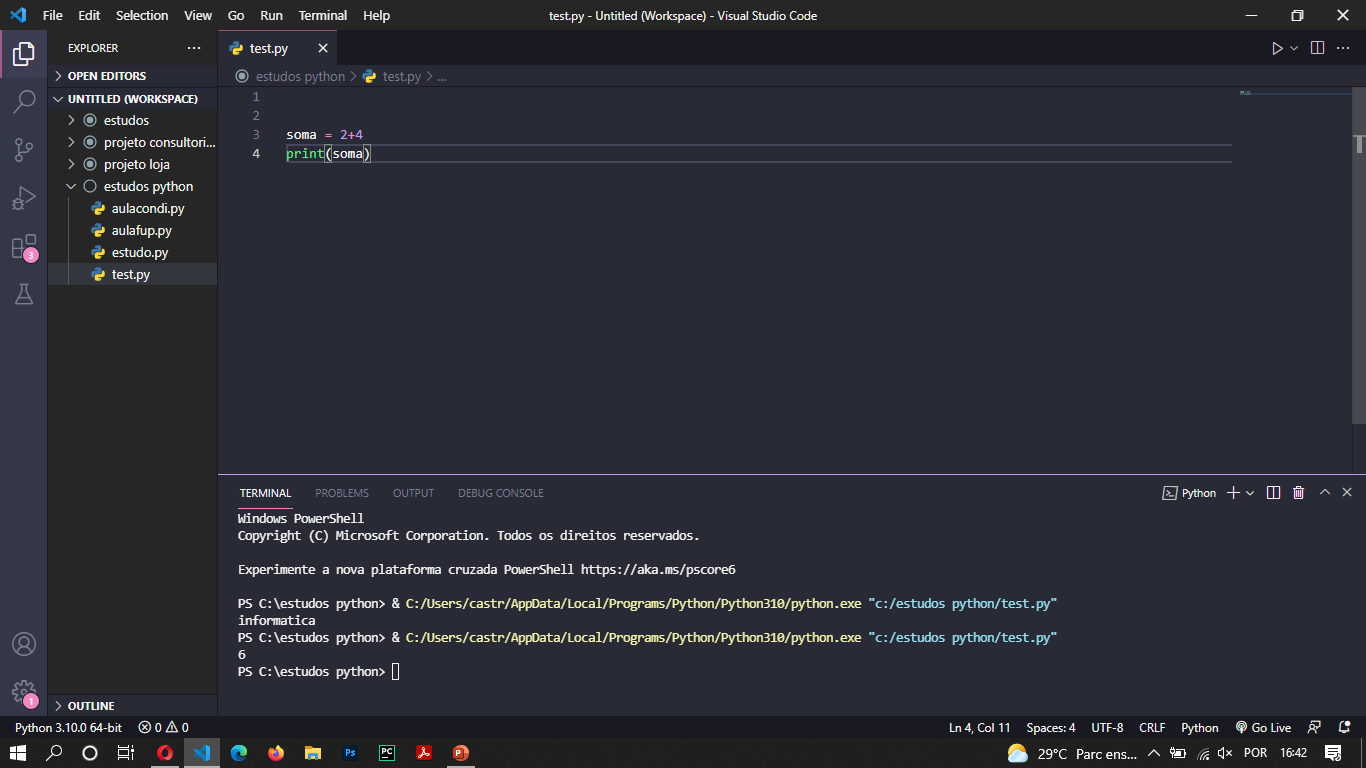 File Edit Selection View Go Run Terminal Help test.py - Untitled (Workspace) - Visual Studio Code
EXPLORER ···
OPEN EDITORS
UNTITLED (WORKSPACE)
estudos
projeto consultori...
projeto loja
estudos python
aulacondi.py
aulafup.py
estudo.py
test.py
OUTLINE
3
1
test.py
estudos python > test.py > ...
1
2
3 soma = 2+4
4 print(soma)
TERMINAL PROBLEMS OUTPUT DEBUG CONSOLE Python
Windows PowerShell
Copyright (C) Microsoft Corporation. Todos os direitos reservados.
Experimente a nova plataforma cruzada PowerShell https://aka.ms/pscore6
PS C:\estudos python> & C:/Users/castr/AppData/Local/Programs/Python/Python310/python.exe "c:/estudos python/test.py"
informatica
PS C:\estudos python> & C:/Users/castr/AppData/Local/Programs/Python/Python310/python.exe "c:/estudos python/test.py"
6
PS C:\estudos python>
Python 3.10.0 64-bit 0 0 Ln 4, Col 11 Spaces: 4 UTF-8 CRLF Python Go Live
Ps PC P 29°C Parc ens... POR 16:42